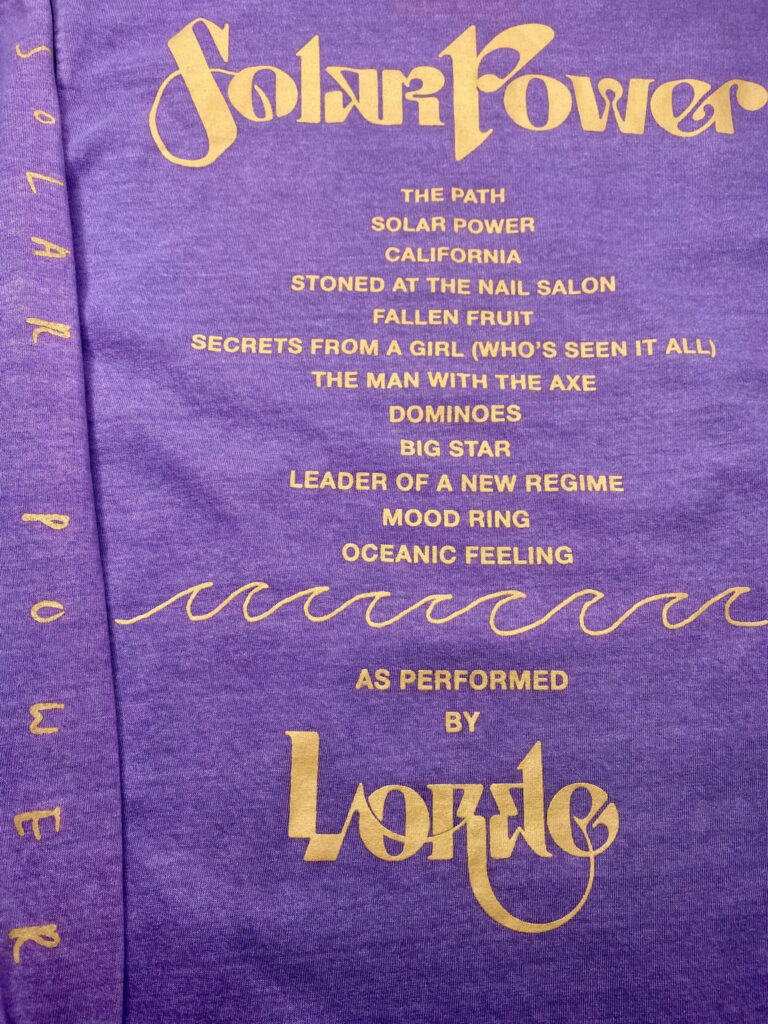 Solar Power
THE PATH
SOLAR POWER
CALIFORNIA
STONED AT THE NAIL SALON
FALLEN FRUIT
SECRETS FROM A GIRL (WHO'S SEEN IT ALL)
THE MAN WITH THE AXE
DOMINOES
BIG STAR
LEADER OF A NEW REGIME
MOOD RING
OCEANIC FEELING
AS PERFORMED
BY
Lorde
SOLAR POWER